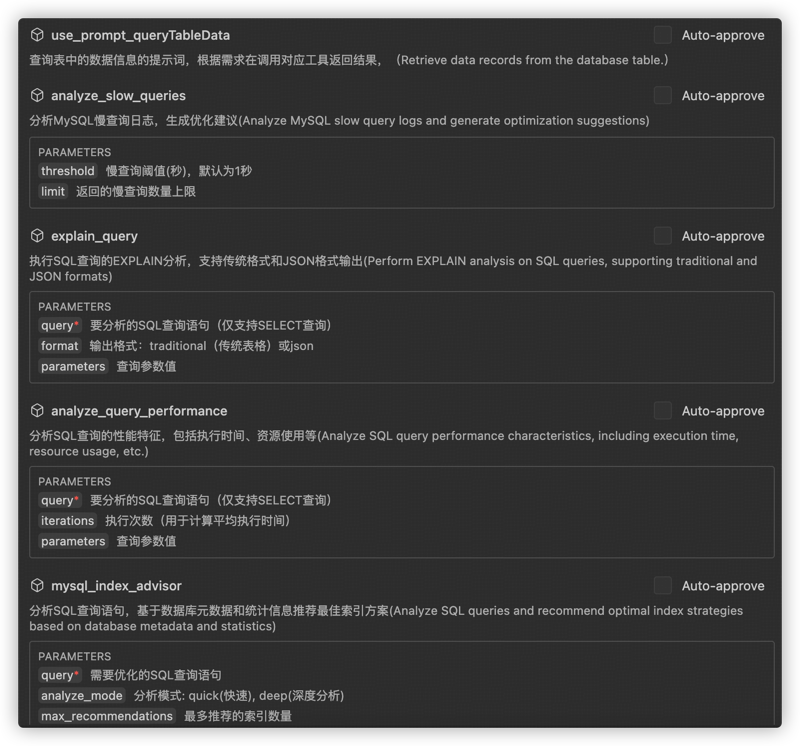 use_prompt_queryTableData
Auto-approve
查询表中的数据信息的提示词，根据需求在调用对应工具返回结果，（Retrieve data records from the database table.）
analyze_slow_queries
Auto-approve
分析MySQL慢查询日志，生成优化建议(Analyze MySQL slow query logs and generate optimization suggestions)
PARAMETERS
threshold 慢查询阈值(秒)，默认为1秒
limit 返回的慢查询数量上限
explain_query
Auto-approve
执行SQL查询的EXPLAIN分析，支持传统格式和JSON格式输出(Perform EXPLAIN analysis on SQL queries, supporting traditional and
JSON formats)
PARAMETERS
query* 要分析的SQL查询语句（仅支持SELECT查询）
format 输出格式：traditional（传统表格）或json
parameters 查询参数值
analyze_query_performance
Auto-approve
分析SQL查询的性能特征，包括执行时间、资源使用等(Analyze SQL query performance characteristics, including execution time,
resource usage, etc.)
PARAMETERS
query* 要分析的SQL查询语句（仅支持SELECT查询）
iterations 执行次数（用于计算平均执行时间）
parameters 查询参数值
mysql_index_advisor
Auto-approve
分析SQL查询语句，基于数据库元数据和统计信息推荐最佳索引方案(Analyze SQL queries and recommend optimal index strategies
based on database metadata and statistics)
PARAMETERS
query* 需要优化的SQL查询语句
analyze_mode 分析模式: quick(快速), deep(深度分析)
max_recommendations 最多推荐的索引数量